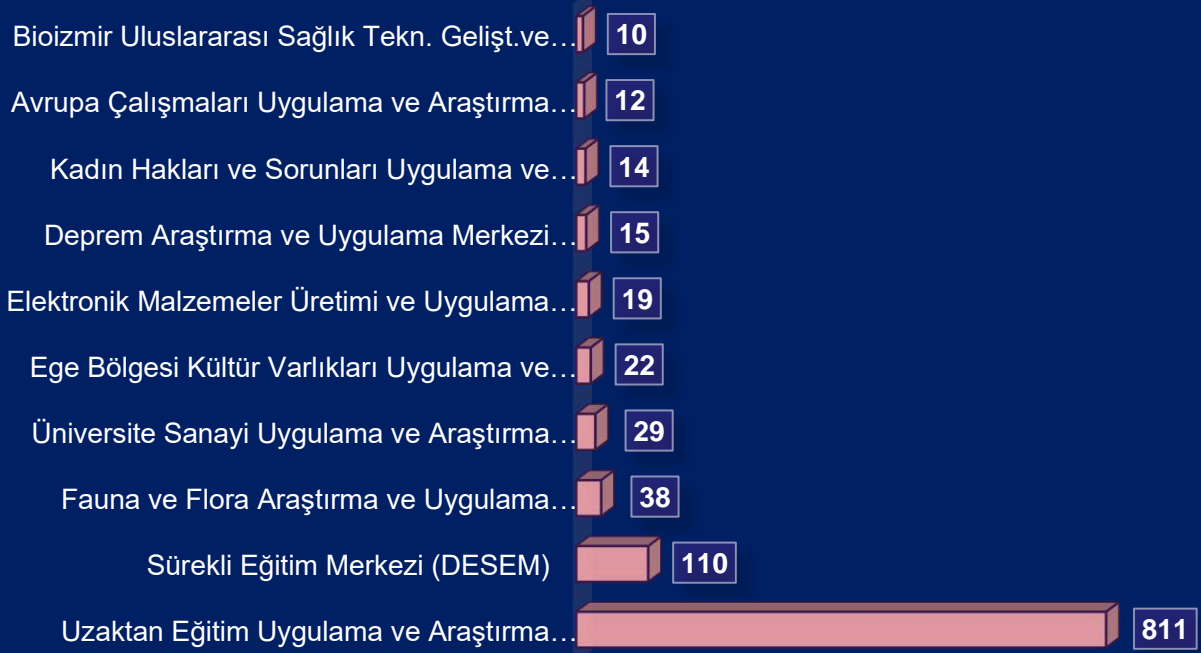 Bioizmir Uluslararası Sağlık Tekn. Gelişt.ve… 10
Avrupa Çalışmaları Uygulama ve Araştırma… 12
Kadın Hakları ve Sorunları Uygulama ve… 14
Deprem Araştırma ve Uygulama Merkezi… 15
Elektronik Malzemeler Üretimi ve Uygulama… 19
Ege Bölgesi Kültür Varlıkları Uygulama ve… 22
Üniversite Sanayi Uygulama ve Araştırma… 29
Fauna ve Flora Araştırma ve Uygulama… 38
Sürekli Eğitim Merkezi (DESEM) 110
Uzaktan Eğitim Uygulama ve Araştırma… 811